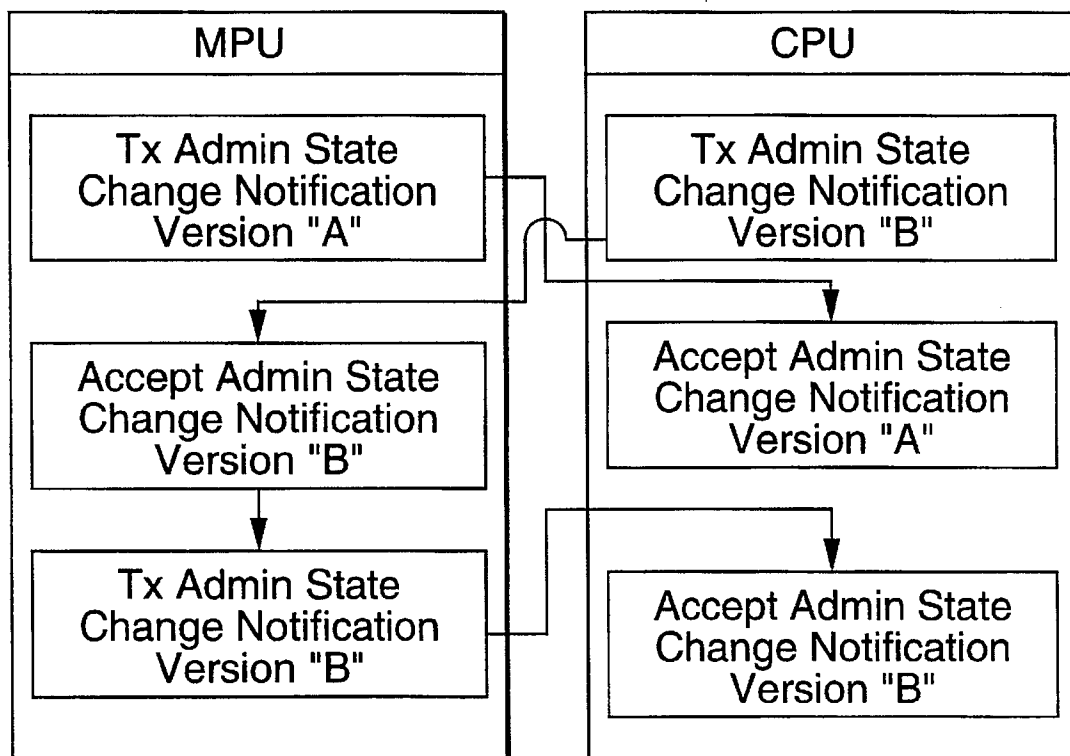 MPU
Tx Admin State
Change Notification
Version "A"
Accept Admin State
Change Notification
Version "B"
Tx Admin State
Change Notification
Version "B"
CPU
Tx Admin State
Change Notification
Version "B"
Accept Admin State
Change Notification
Version "A"
Accept Admin State
Change Notification
Version "B"